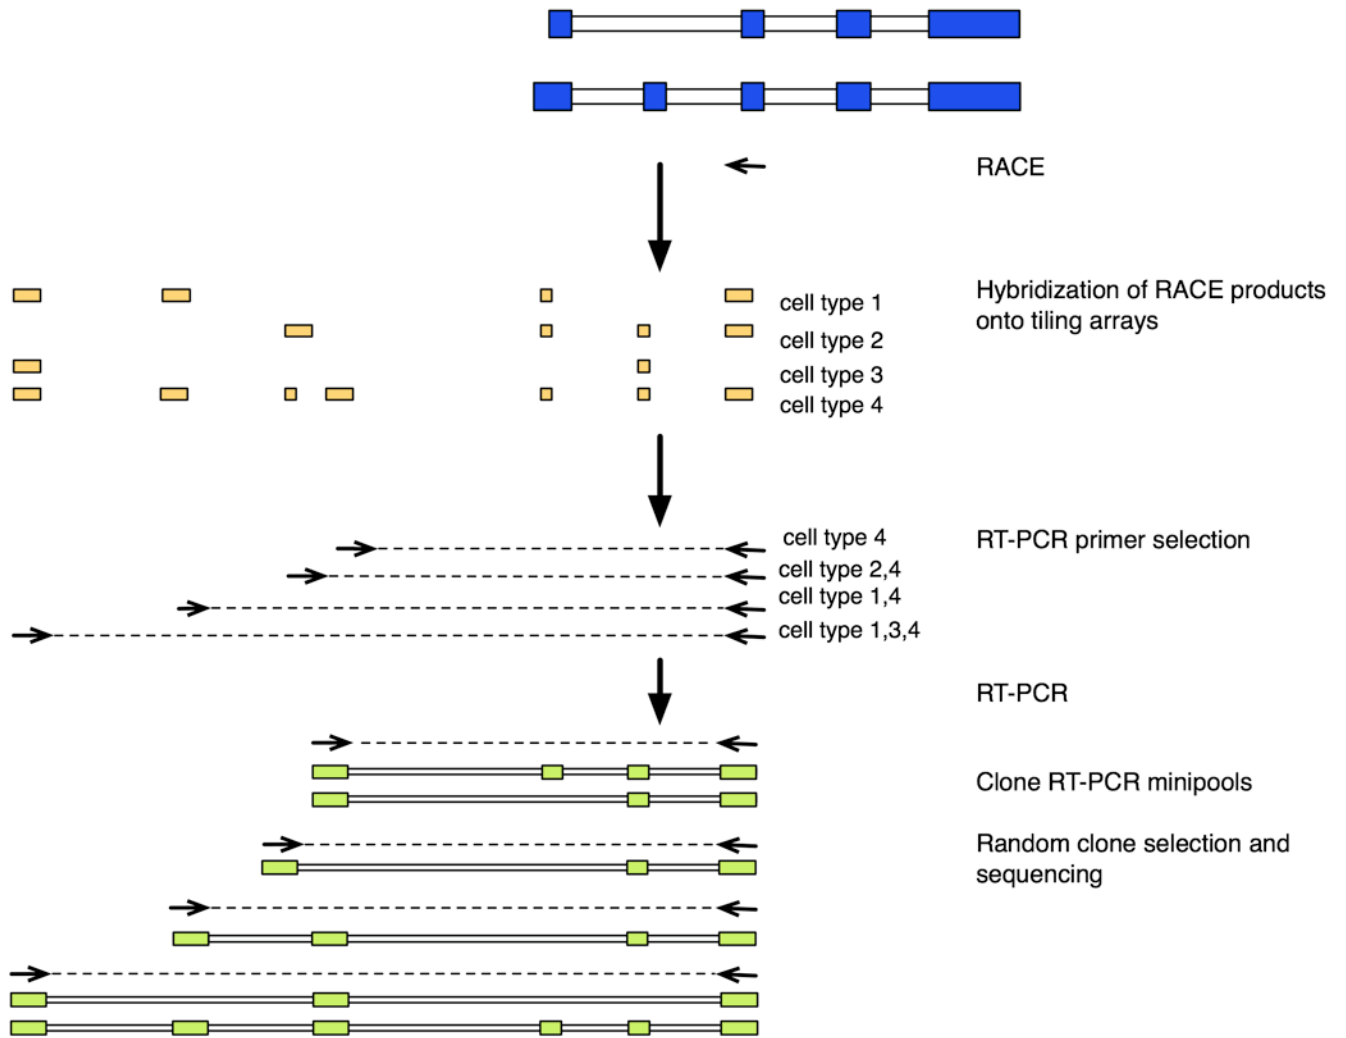 RACE
Hybridization of RACE products
onto tiling arrays
cell type 1
cell type 2
cell type 3
cell type 4
RT-PCR primer selection
cell type 4
cell type 2,4
cell type 1,4
cell type 1,3,4
RT-PCR
Clone RT-PCR minipools
Random clone selection and
sequencing